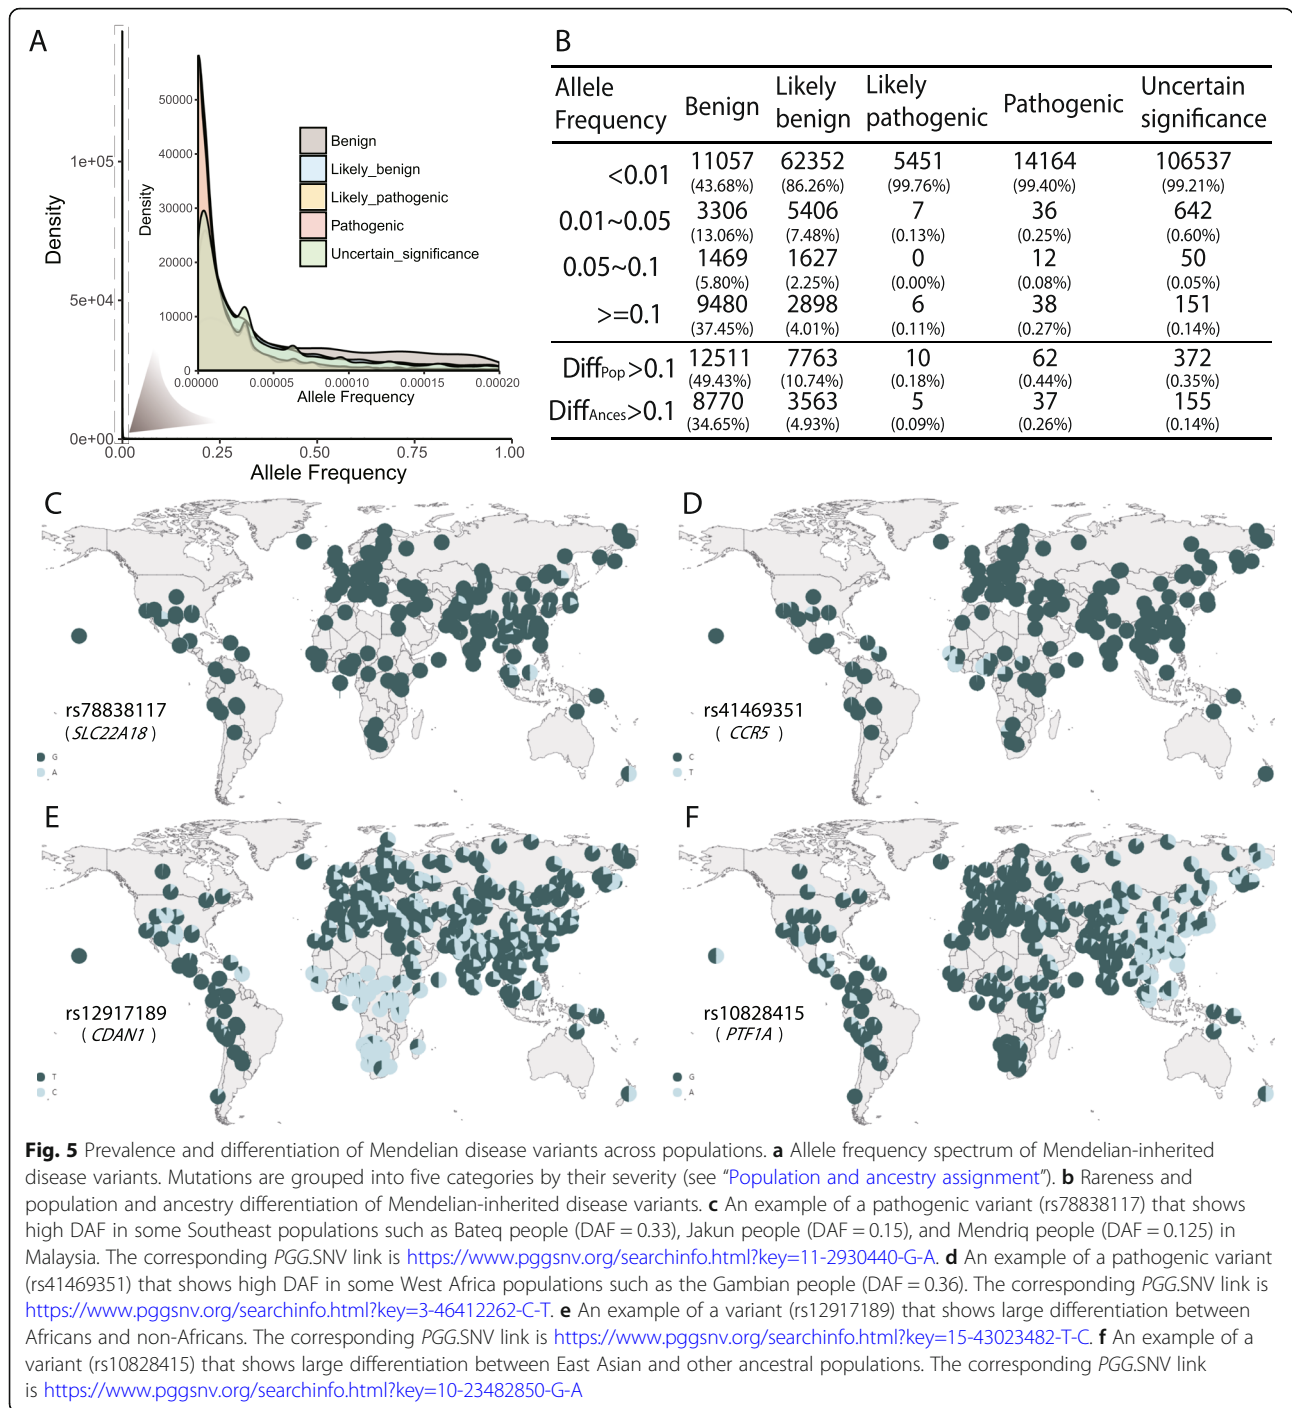 A
Density
1e+05
5e+04
0e+00
0.00 0.25 0.50 0.75 1.00
Allele Frequency
Density
50000
40000
30000
20000
10000
0
0.00000 0.00005 0.00010 0.00015 0.00020
Allele Frequency
Benign
Likely_benign
Likely_pathogenic
Pathogenic
Uncertain_significance
B
Allele Frequency Benign Likely benign Likely pathogenic Pathogenic Uncertain significance
<0.01 11057 62352 5451 14164 106537
(43.68%) (86.26%) (99.76%) (99.40%) (99.21%)
0.01~0.05 3306 5406 7 36 642
(13.06%) (7.48%) (0.13%) (0.25%) (0.60%)
0.05~0.1 1469 1627 0 12 50
(5.80%) (2.25%) (0.00%) (0.08%) (0.05%)
>=0.1 9480 2898 6 38 151
(37.45%) (4.01%) (0.11%) (0.27%) (0.14%)
DiffPop>0.1 12511 7763 10 62 372
(49.43%) (10.74%) (0.18%) (0.44%) (0.35%)
DiffAnces>0.1 8770 3563 5 37 155
(34.65%) (4.93%) (0.09%) (0.26%) (0.14%)
C
rs78838117
(SLC22A18)
G
A
D
rs41469351
( CCR5 )
C
T
E
rs12917189
( CDAN1 )
T
C
F
rs10828415
( PTF1A )
G
A
Fig. 5 Prevalence and differentiation of Mendelian disease variants across populations. a Allele frequency spectrum of Mendelian-inherited
disease variants. Mutations are grouped into five categories by their severity (see “Population and ancestry assignment”). b Rareness and
population and ancestry differentiation of Mendelian-inherited disease variants. c An example of a pathogenic variant (rs78838117) that shows
high DAF in some Southeast populations such as Bateq people (DAF = 0.33), Jakun people (DAF = 0.15), and Mendriq people (DAF = 0.125) in
Malaysia. The corresponding PGG.SNV link is https://www.pggsnv.org/searchinfo.html?key=11-2930440-G-A. d An example of a pathogenic variant
(rs41469351) that shows high DAF in some West Africa populations such as the Gambian people (DAF = 0.36). The corresponding PGG.SNV link is
https://www.pggsnv.org/searchinfo.html?key=3-46412262-C-T. e An example of a variant (rs12917189) that shows large differentiation between
Africans and non-Africans. The corresponding PGG.SNV link is https://www.pggsnv.org/searchinfo.html?key=15-43023482-T-C. f An example of a
variant (rs10828415) that shows large differentiation between East Asian and other ancestral populations. The corresponding PGG.SNV link
is https://www.pggsnv.org/searchinfo.html?key=10-23482850-G-A